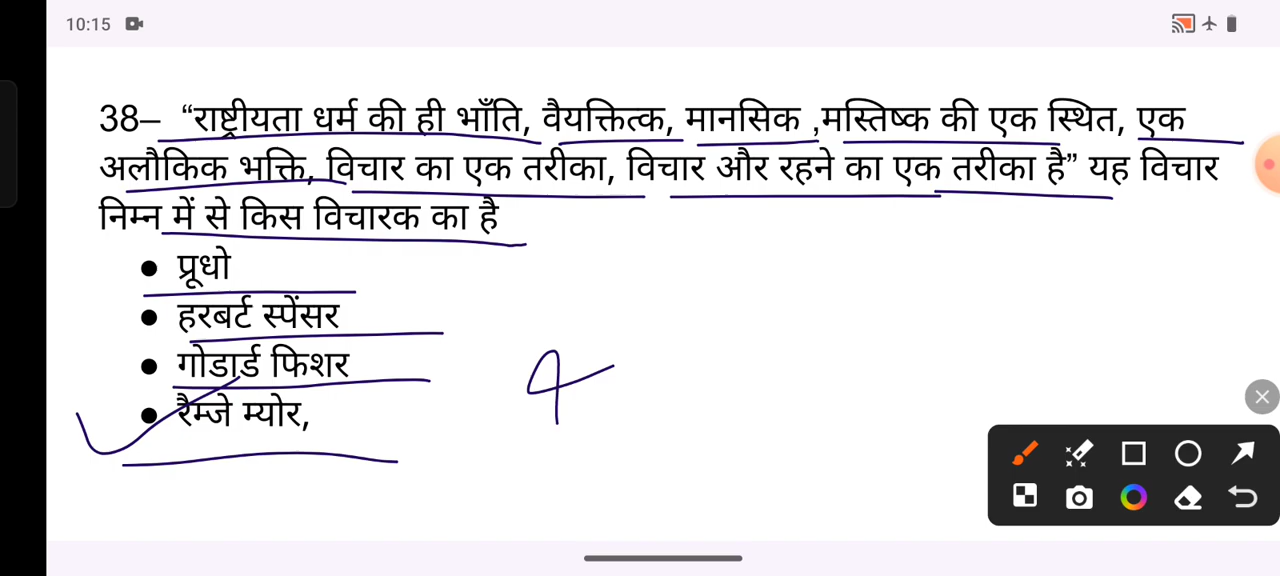 10:15
38– “राष्ट्रीयता धर्म की ही भाँति, वैयक्तित्क, मानसिक ,मस्तिष्क की एक स्थित, एक
अलौकिक भक्ति, विचार का एक तरीका, विचार और रहने का एक तरीका है” यह विचार
निम्न में से किस विचारक का है
● प्रूधो
● हरबर्ट स्पेंसर
● गोडार्ड फिशर
● रैम्जे म्योर,
4